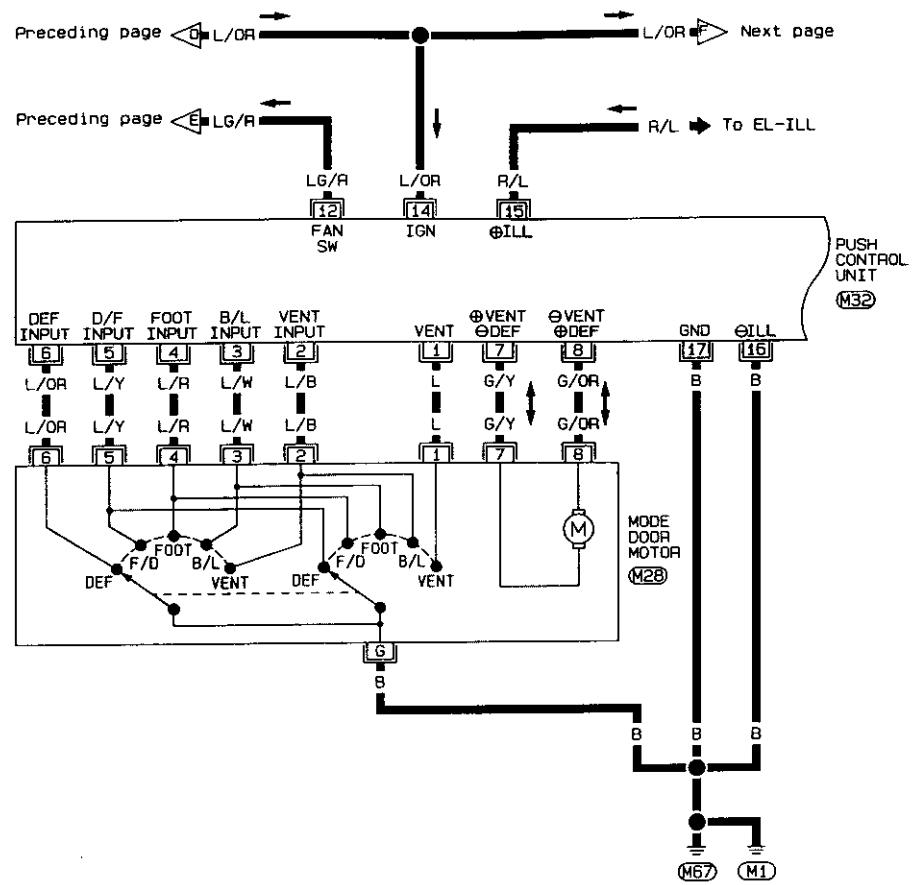 Preceding page D L/OR L/OR F Next page
Preceding page E LG/R R/L To EL-ILL
LG/R L/OR R/L
12 14 15
FAN SW IGN ⊕ILL
PUSH CONTROL UNIT
M32
DEF INPUT D/F INPUT FOOT INPUT B/L INPUT VENT INPUT VENT ⊕VENT ⊖DEF ⊖VENT ⊕DEF GND ⊖ILL
6 5 4 3 2 1 7 8 17 16
L/OR L/Y L/R L/W L/B L G/Y G/OR B B
L/OR L/Y L/R L/W L/B L G/Y G/OR
6 5 4 3 2 1 7 8
M
MODE DOOR MOTOR
M28
DEF F/D FOOT B/L VENT
DEF F/D FOOT B/L VENT
G
B
B B B
M67 M1